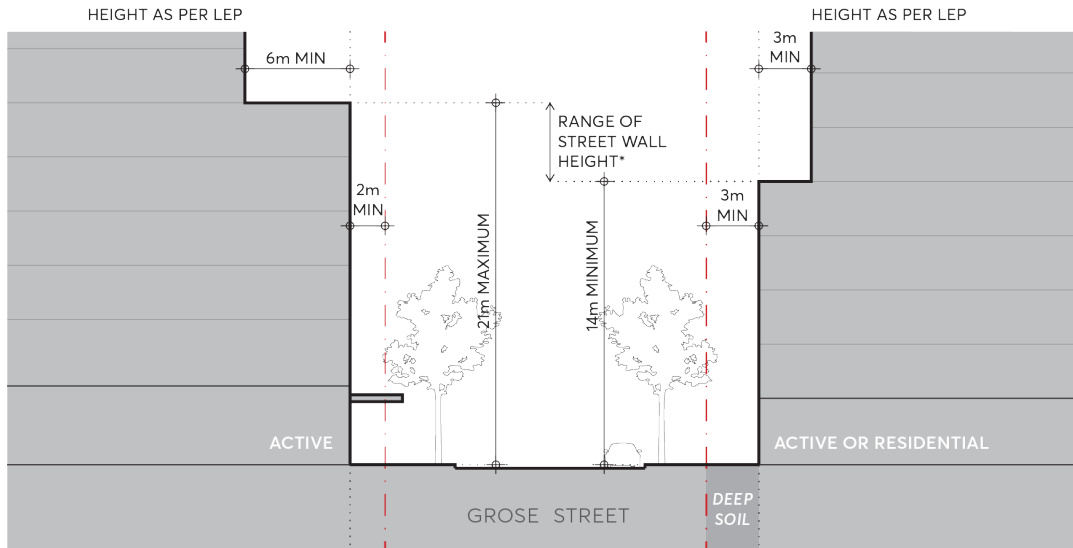 HEIGHT AS PER LEP
HEIGHT AS PER LEP
6m MIN
3m
MIN
RANGE OF
STREET WALL
HEIGHT*
2m
MIN
3m
MIN
21m MAXIMUM
14m MINIMUM
ACTIVE
ACTIVE OR RESIDENTIAL
GROSE STREET
DEEP
SOIL